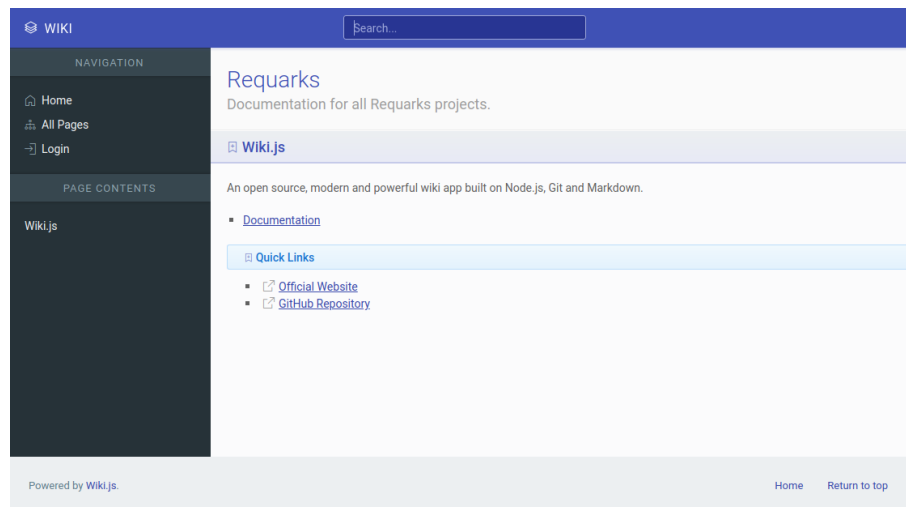 WIKI
Search...
NAVIGATION
Home
All Pages
Login
PAGE CONTENTS
Wiki.js
Requarks
Documentation for all Requarks projects.
Wiki.js
An open source, modern and powerful wiki app built on Node.js, Git and Markdown.
Documentation
Quick Links
Official Website
GitHub Repository
Powered by Wiki.js.
Home Return to top